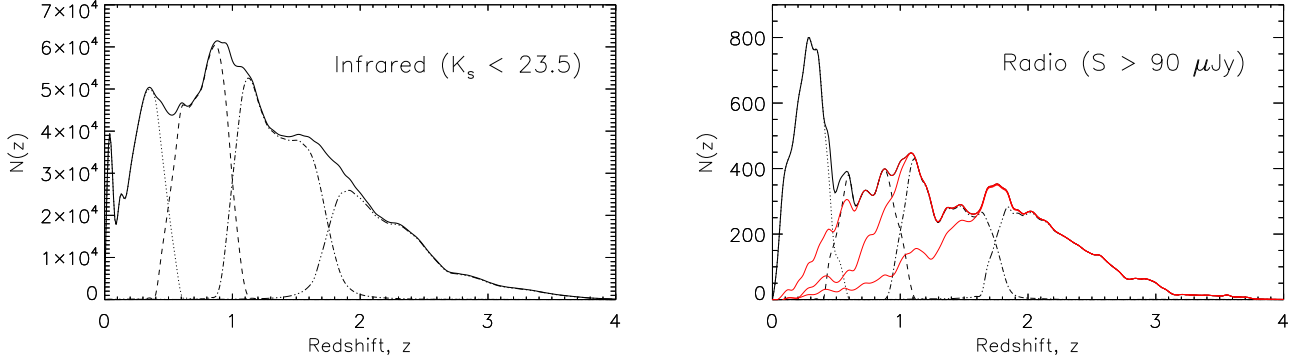 7×10⁴
6×10⁴
5×10⁴
4×10⁴
3×10⁴
2×10⁴
1×10⁴
0
N(z)
Infrared (Kₛ < 23.5)
0 1 2 3 4
Redshift, z
800
600
400
200
0
N(z)
Radio (S > 90 μJy)
0 1 2 3 4
Redshift, z